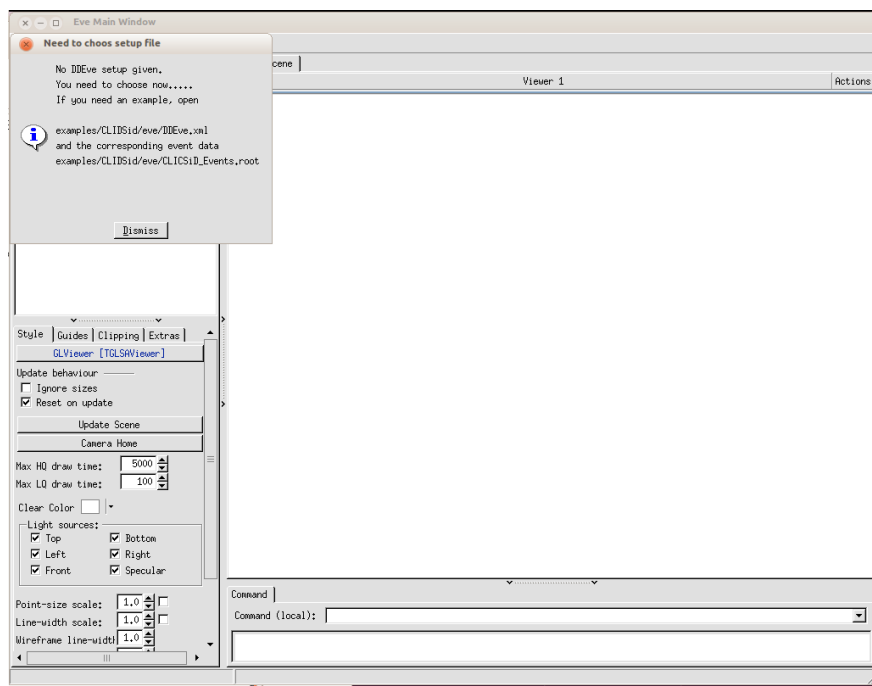 Eve Main Window
Need to choos setup file
No DDEve setup given.
You need to choose now.....
If you need an example, open
examples/CLIDSid/eve/DDEve.xml
and the corresponding event data
examples/CLIDSid/eve/CLICSiD_Events.root
Dismiss
cene
Viewer 1
Actions
Style
Guides
Clipping
Extras
GLViewer [TGLSAViewer]
Update behaviour
Ignore sizes
Reset on update
Update Scene
Camera Home
Max HQ draw time: 5000
Max LQ draw time: 100
Clear Color
Light sources:
Top Bottom
Left Right
Front Specular
Point-size scale: 1.0
Line-width scale: 1.0
Wireframe line-widt 1.0
Command
Command (local):